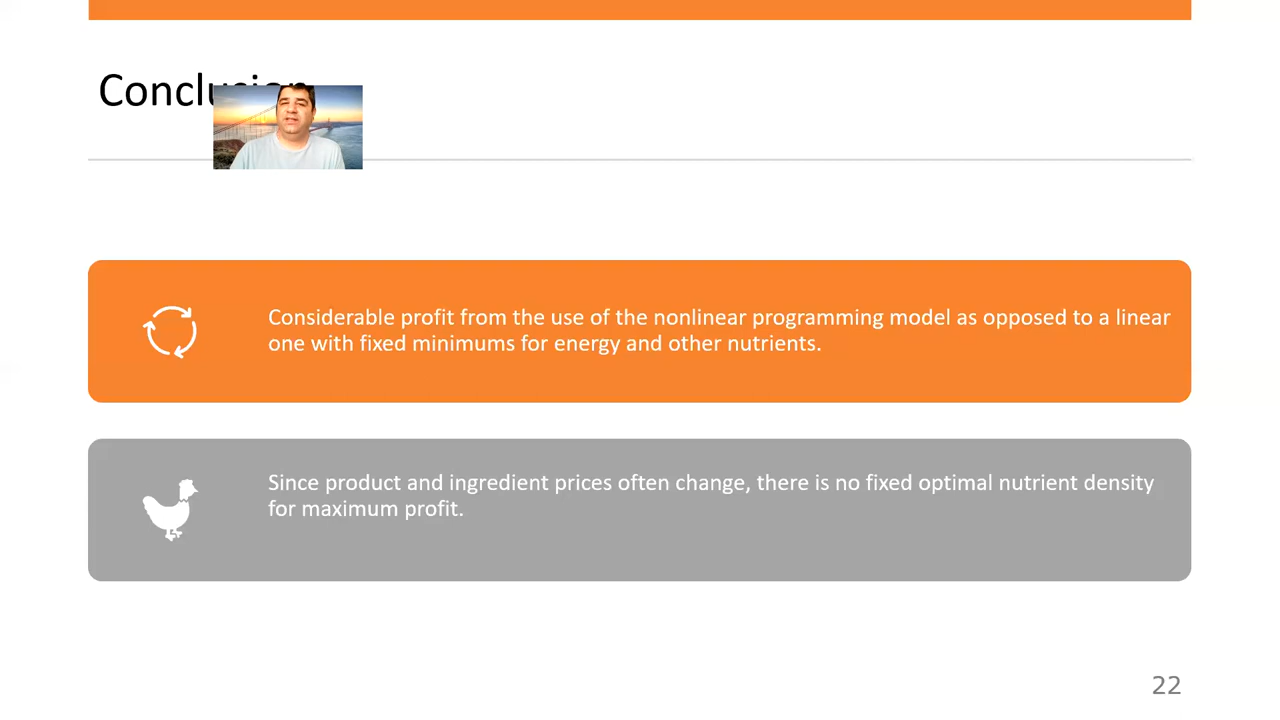 Conclusion
Considerable profit from the use of the nonlinear programming model as opposed to a linear
one with fixed minimums for energy and other nutrients.
Since product and ingredient prices often change, there is no fixed optimal nutrient density
for maximum profit.
22